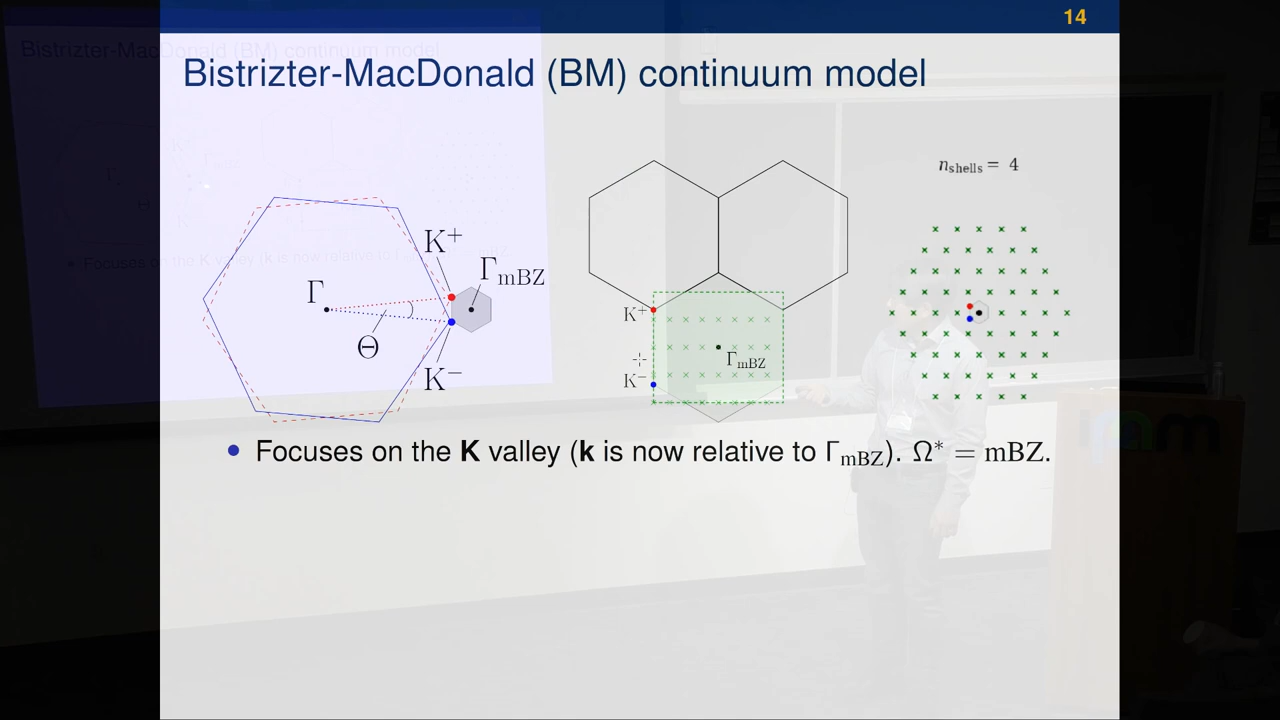 14
Bistrizter-MacDonald (BM) continuum model
n_shells = 4
K⁺
Γ_mBZ
Γ
Θ
K⁻
K⁺
Γ_mBZ
K⁻
• Focuses on the K valley (k is now relative to Γ_mBZ). Ω* = mBZ.